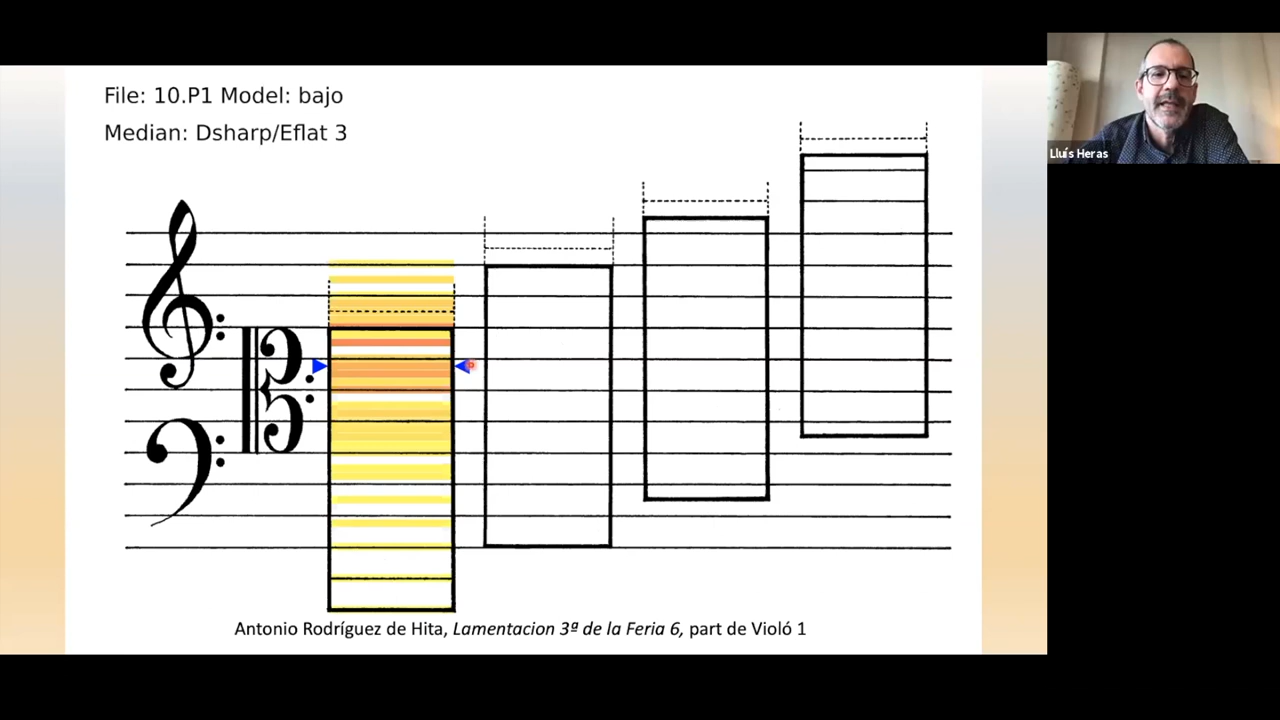 File: 10.P1 Model: bajo
Median: Dsharp/Eflat 3
Lluís Heras
Antonio Rodríguez de Hita, Lamentacion 3ª de la Feria 6, part de Violó 1